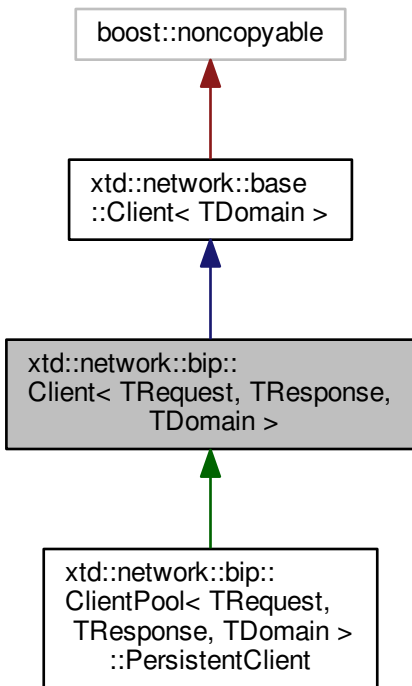 boost::noncopyable
xtd::network::base
::Client< TDomain >
xtd::network::bip::
Client< TRequest, TResponse,
TDomain >
xtd::network::bip::
ClientPool< TRequest,
TResponse, TDomain >
::PersistentClient